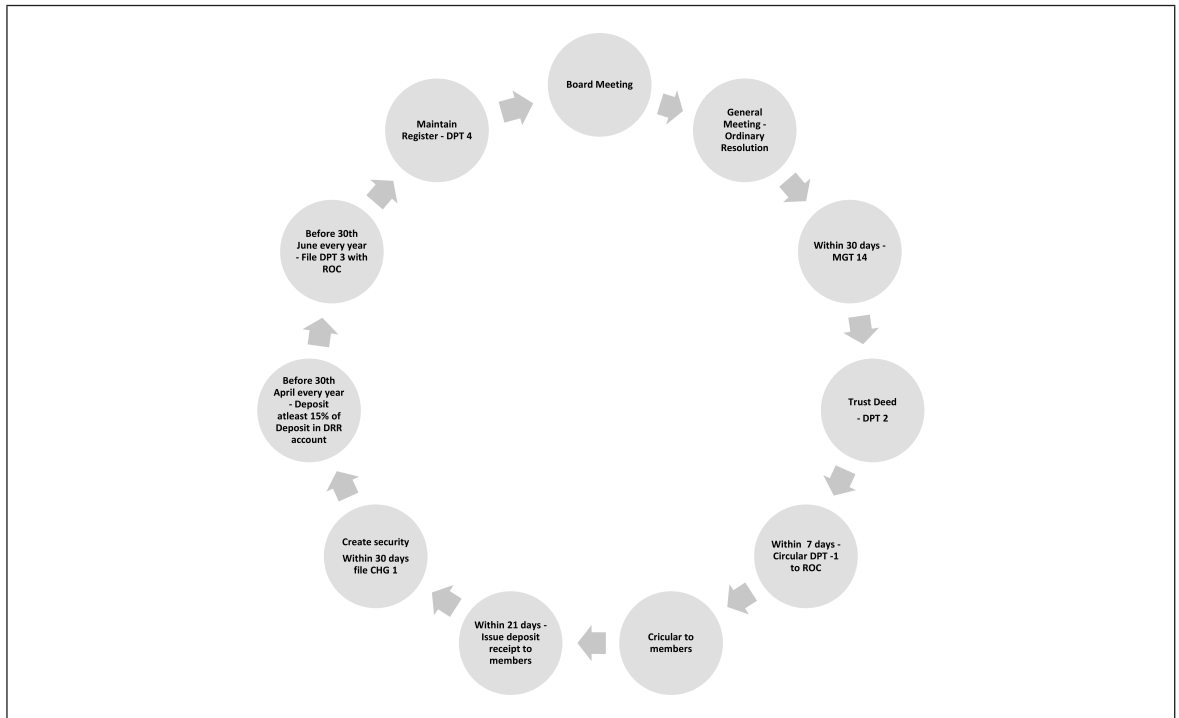 Board Meeting
General
Meeting -
Ordinary
Resolution
Within 30 days -
MGT 14
Trust Deed
- DPT 2
Within  7 days -
Circular DPT -1
to ROC
Cricular to
members
Within 21 days -
Issue deposit
receipt to
members
Create security
Within 30 days
file CHG 1
Before 30th
April every year
- Deposit
atleast 15% of
Deposit in DRR
account
Before 30th
June every year
- File DPT 3 with
ROC
Maintain
Register - DPT 4